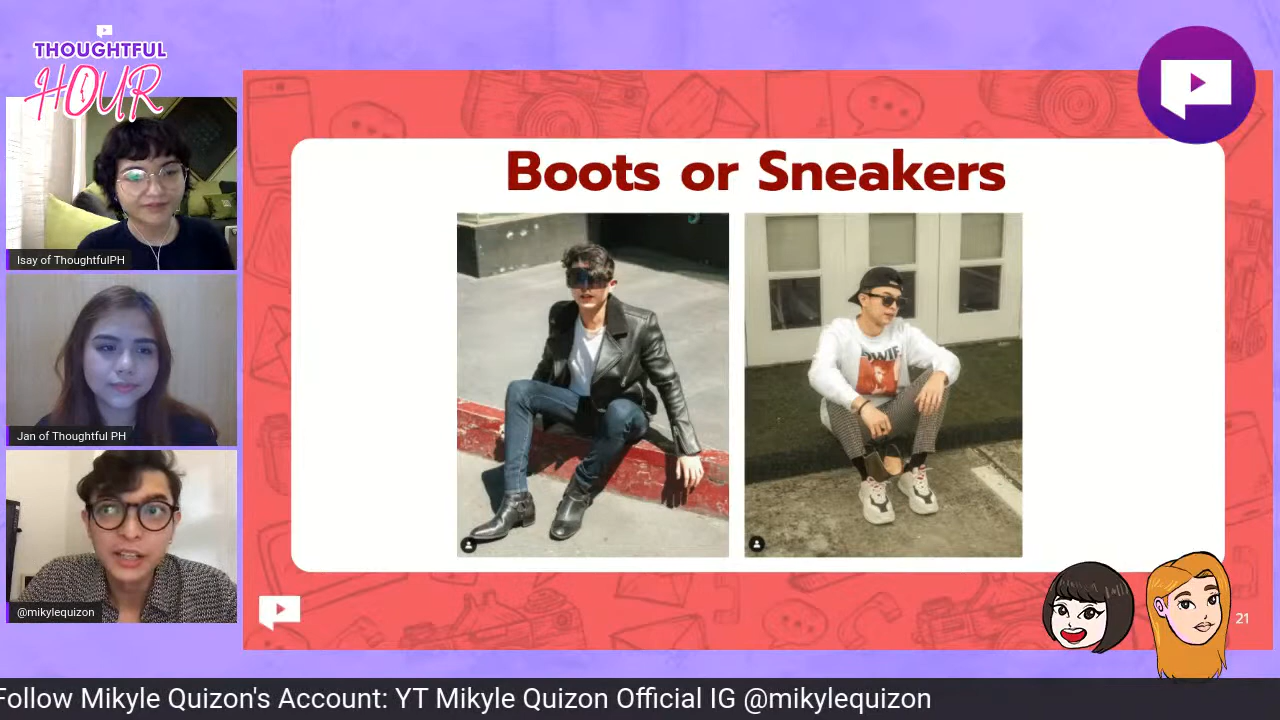 THOUGHTFUL
HOUR
Isay of ThoughtfulPH
Jan of Thoughtful PH
@mikylequizon
Boots or Sneakers
21
Follow Mikyle Quizon's Account: YT Mikyle Quizon Official IG @mikylequizon